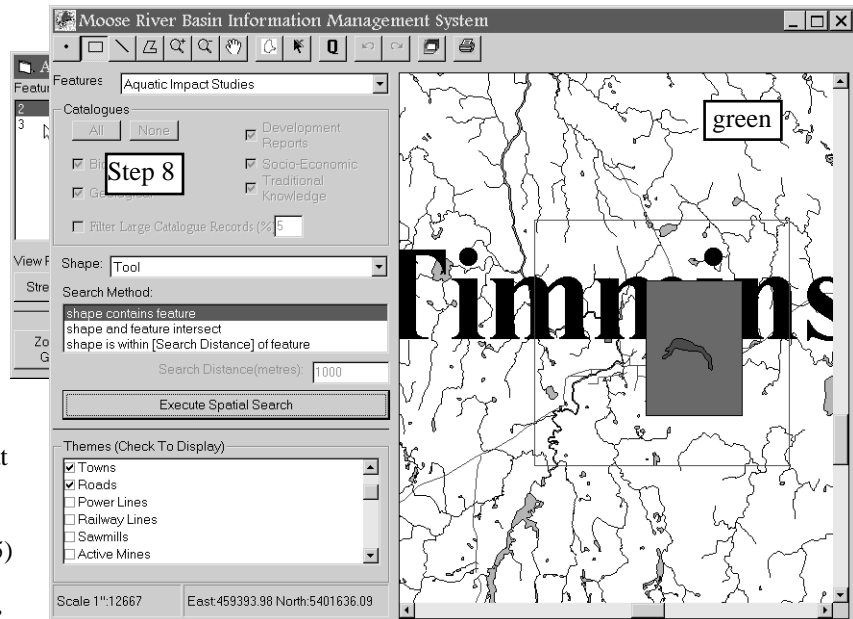 Moose River Basin Information Management System
Q
A
Featur
2
3
View F
Stre
Zo
G
Features
Aquatic Impact Studies
Catalogues
All None
Development
Reports
Socio-Economic
Traditional
Knowledge
Step 8
Filter Large Catalogue Records (%) 5
Shape: Tool
Search Method:
shape contains feature
shape and feature intersect
shape is within [Search Distance] of feature
Search Distance(metres): 1000
Execute Spatial Search
Themes (Check To Display)
Towns
Roads
Power Lines
Railway Lines
Sawmills
Active Mines
Scale 1":12667 East:459393.98 North:5401636.09
green
Timmins